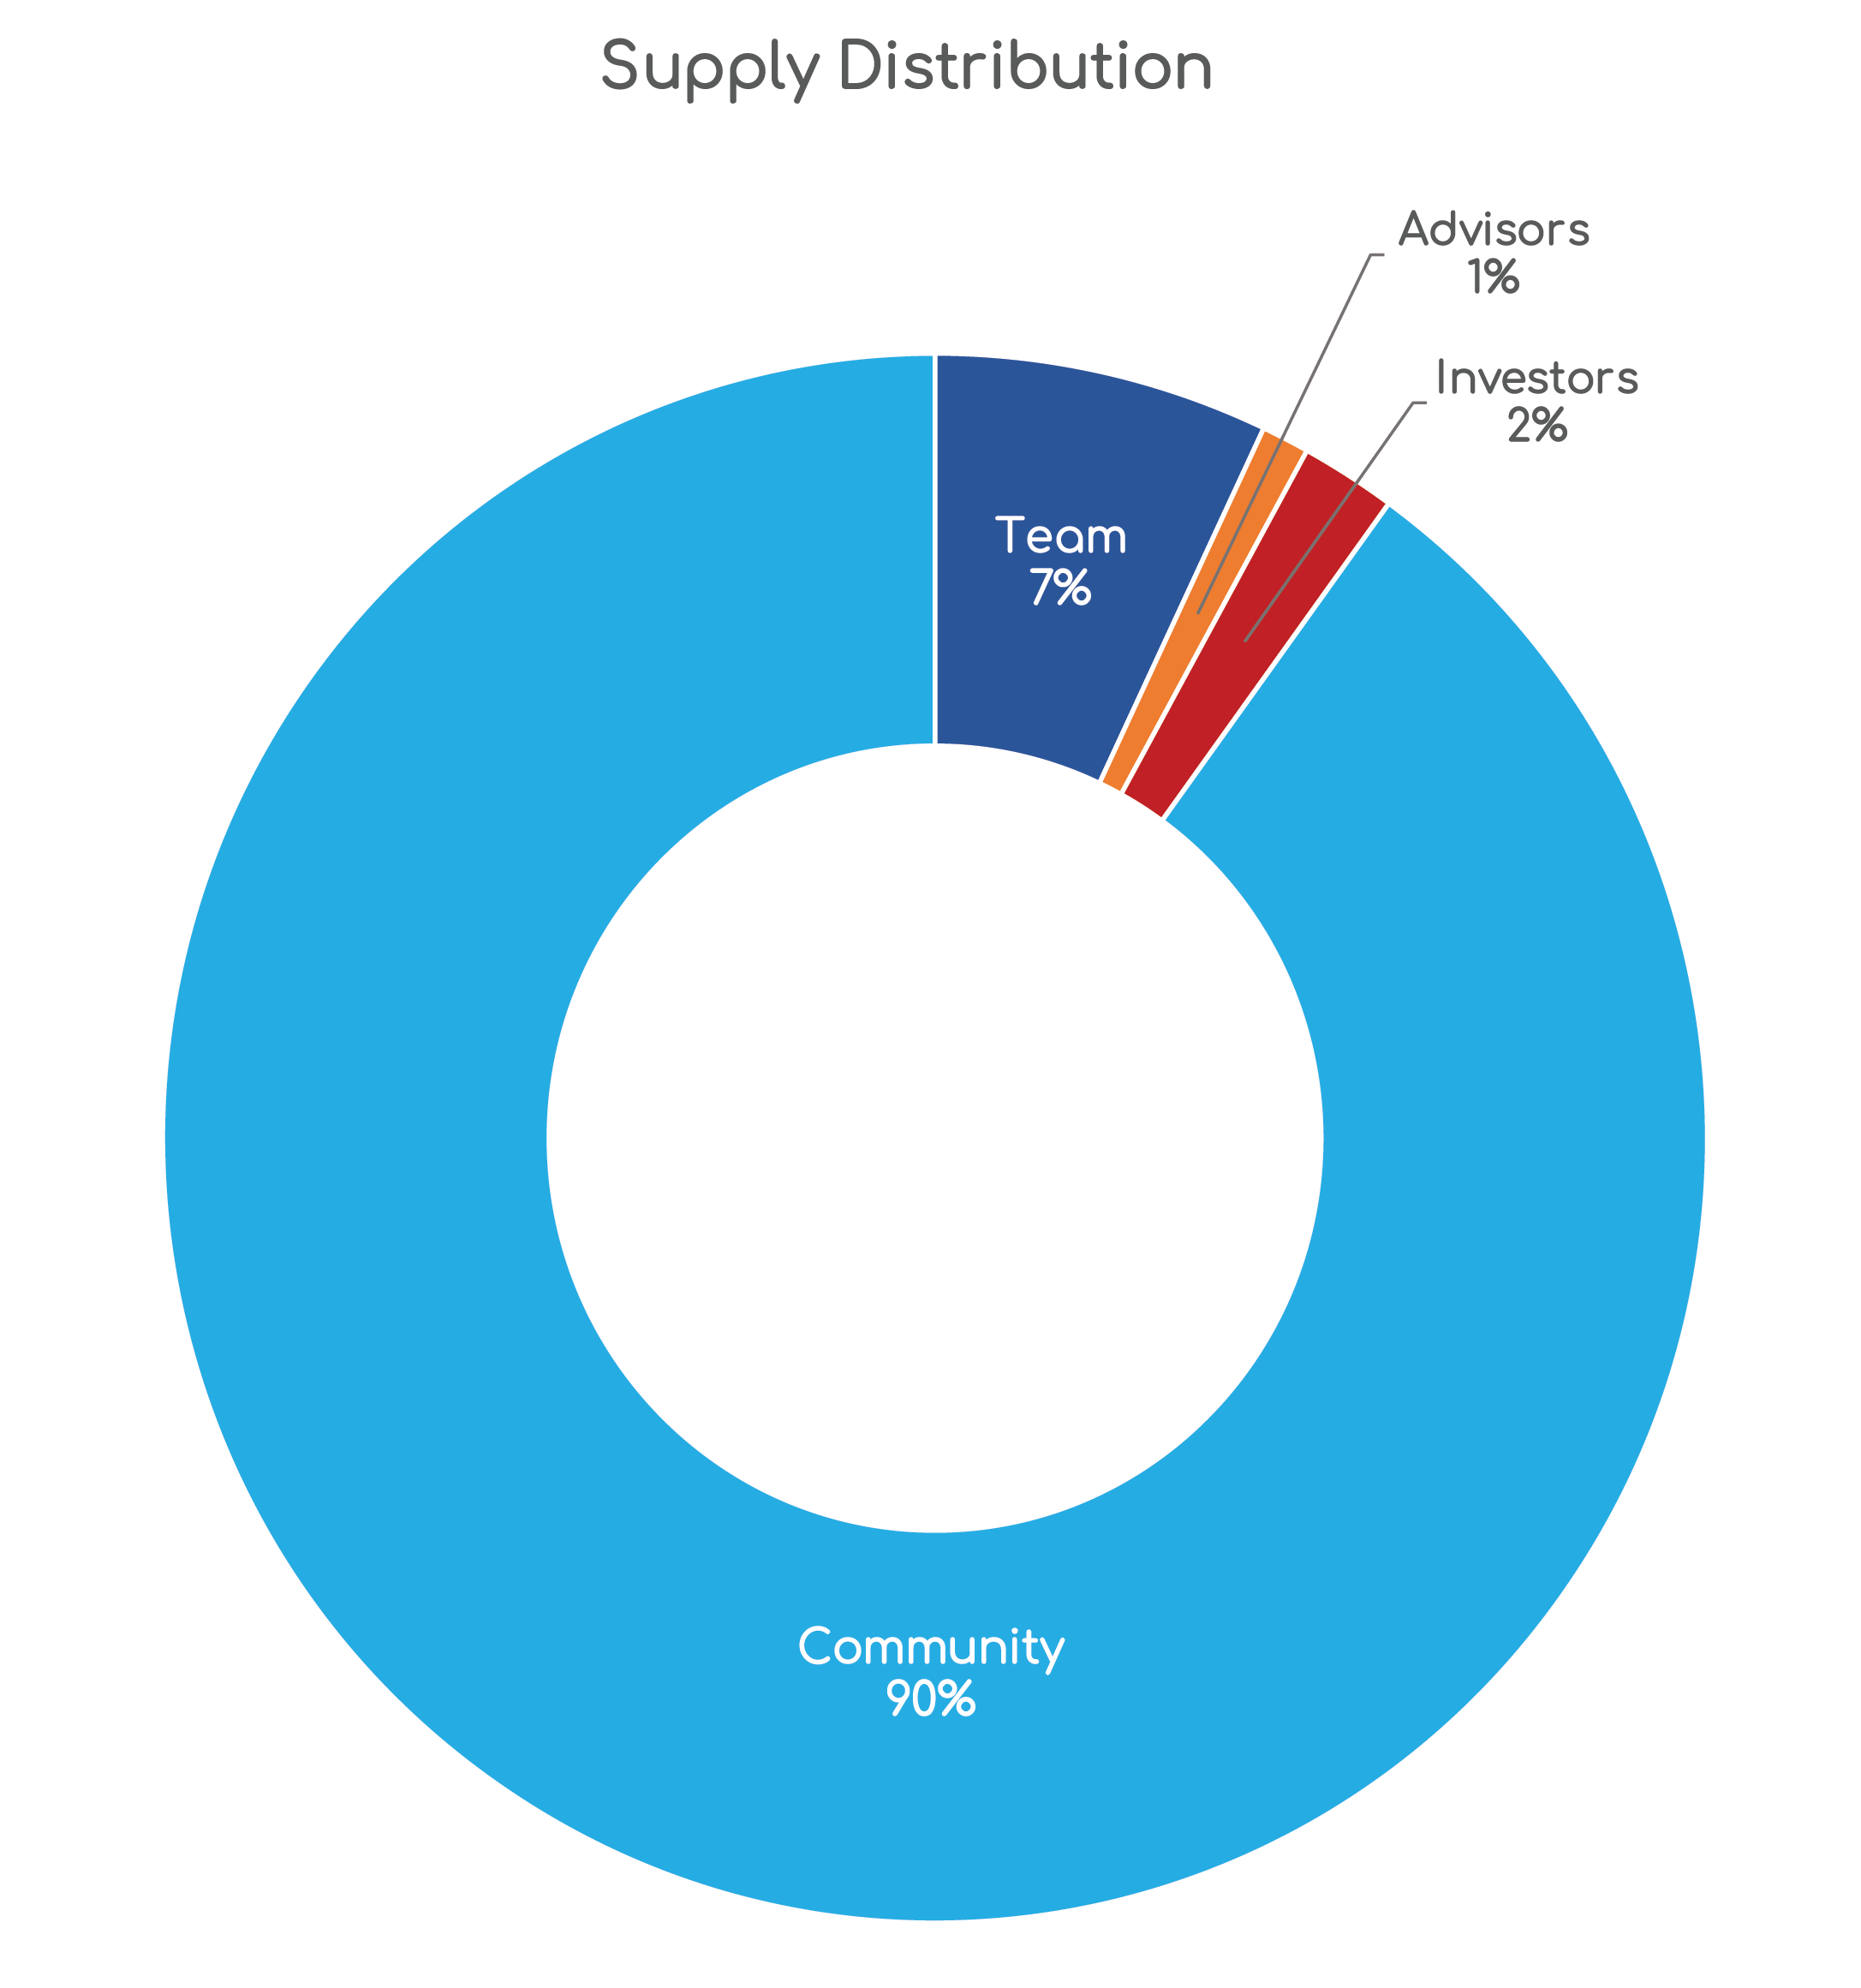 Supply Distribution
Advisors
1%
Investors
2%
Team
7%
Community
90%